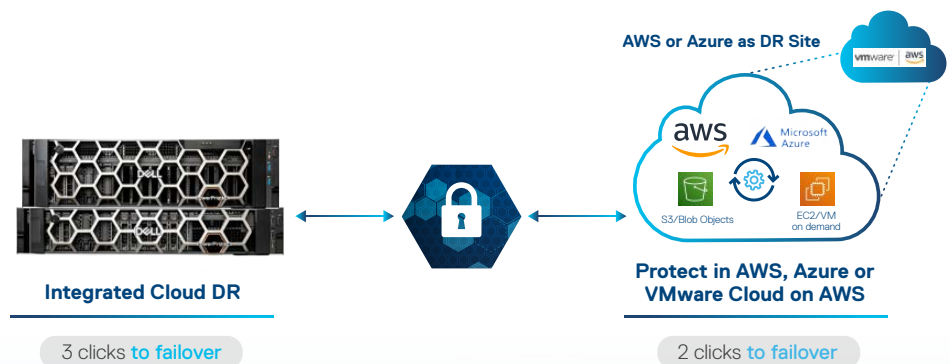 AWS or Azure as DR Site
vmware aws
aws
Microsoft
Azure
DELL
DELL
S3/Blob Objects
EC2/VM
on demand
Integrated Cloud DR
Protect in AWS, Azure or
VMware Cloud on AWS
3 clicks to failover
2 clicks to failover